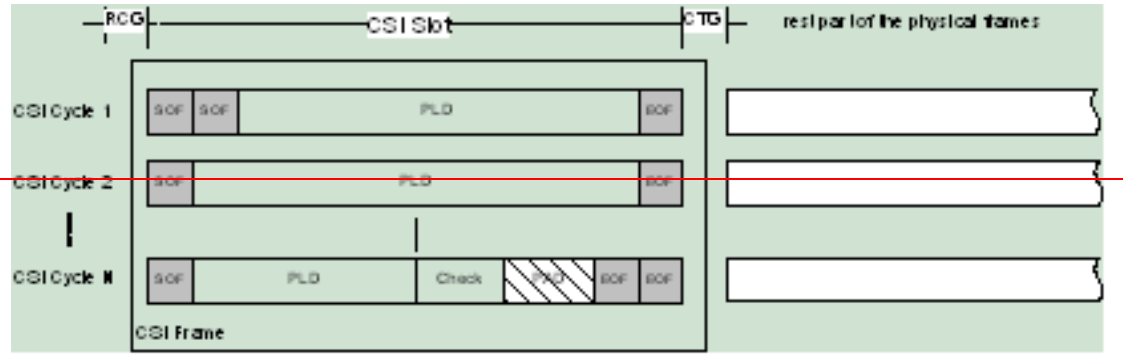 RCG CSI Slot CTG rest part of the physical frames
CSI Cycle 1 SOF SOF PLD EOF
CSI Cycle 2 SOF PLD EOF
CSI Cycle N SOF PLD Check PAD EOF EOF
CSI Frame